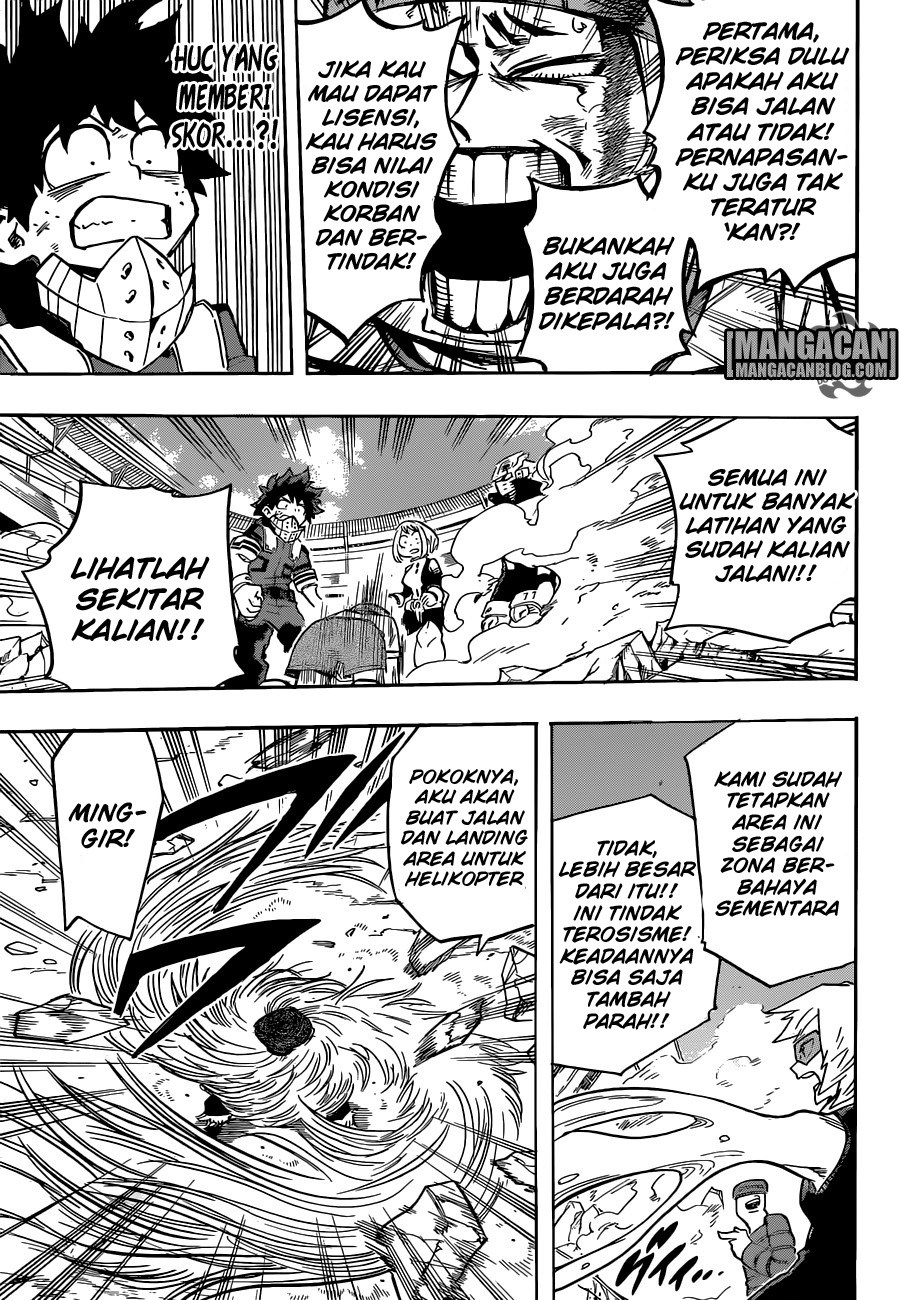 PERTAMA,
PERIKSA DULU
APAKAH AKU
BISA JALAN
ATAU TIDAK!
PERNAPASAN-
KU JUGA TAK
TERATUR
'KAN?!
BUKANKAH
AKU JUGA
BERDARAH
DIKEPALA?!
JIKA KAU
MAU DAPAT
LISENSI,
KAU HARUS
BISA NILAI
KONDISI
KORBAN
DAN BER-
TINDAK!
HUC YANG
MEMBERI
SKOR...?!
MANGACAN
MANGACANBLOG.COM
SEMUA INI
UNTUK BANYAK
LATIHAN YANG
SUDAH KALIAN
JALANI!!
LIHATLAH
SEKITAR
KALIAN!!
KAMI SUDAH
TETAPKAN
AREA INI
SEBAGAI
ZONA BER-
BAHAYA
SEMENTARA
TIDAK,
LEBIH BESAR
DARI ITU!!
INI TINDAK
TEROSISME!
KEADAANNYA
BISA SAJA
TAMBAH
PARAH!!
POKOKNYA,
AKU AKAN
BUAT JALAN
DAN LANDING
AREA UNTUK
HELIKOPTER
MING-
GIR!